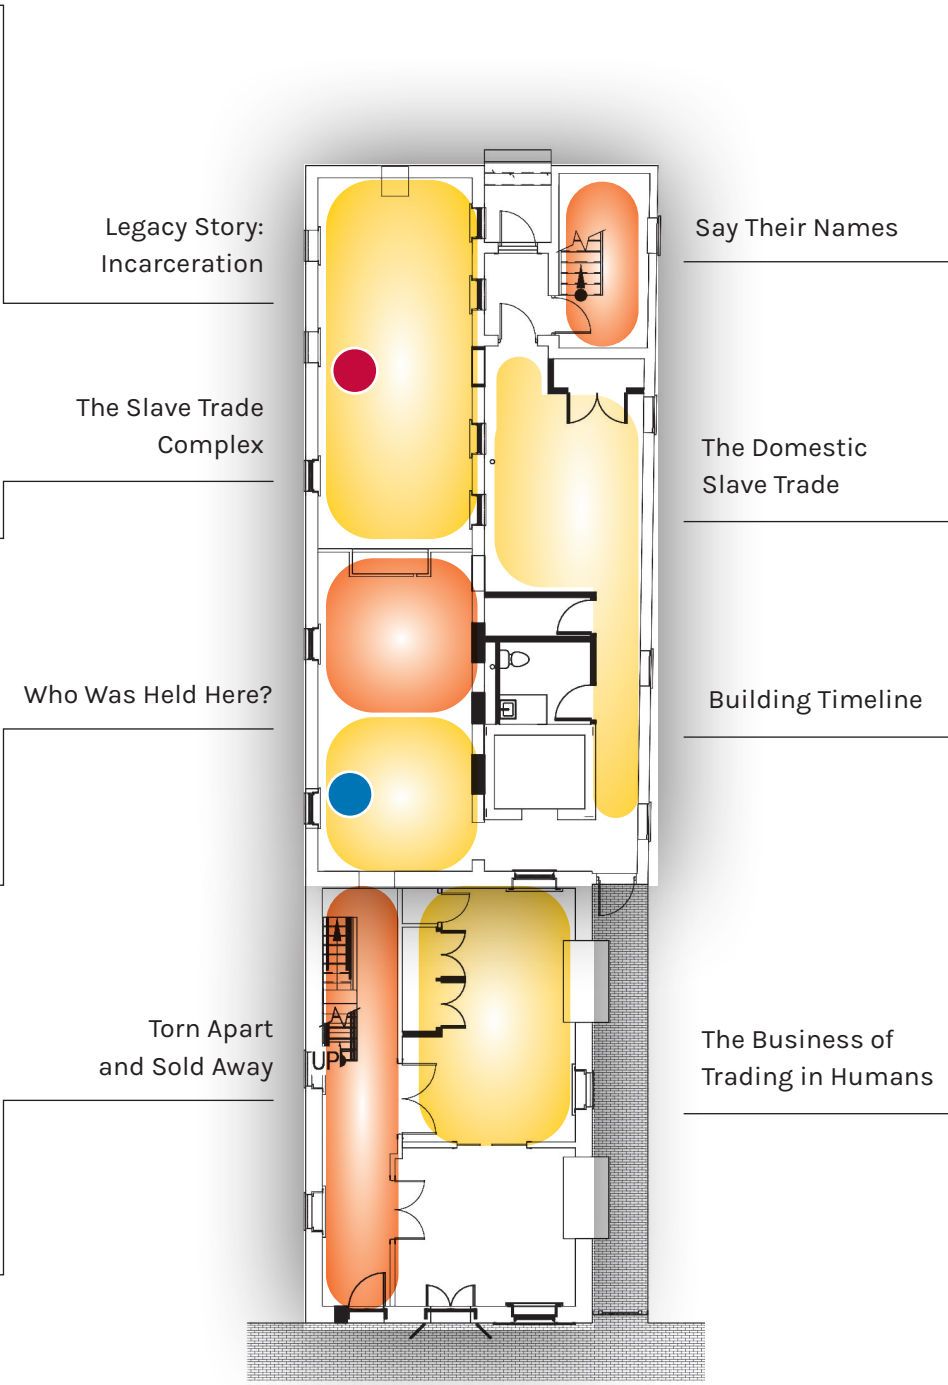 Legacy Story:
Incarceration
Say Their Names
The Slave Trade
Complex
The Domestic
Slave Trade
Who Was Held Here?
Building Timeline
Torn Apart
and Sold Away
UP
The Business of
Trading in Humans